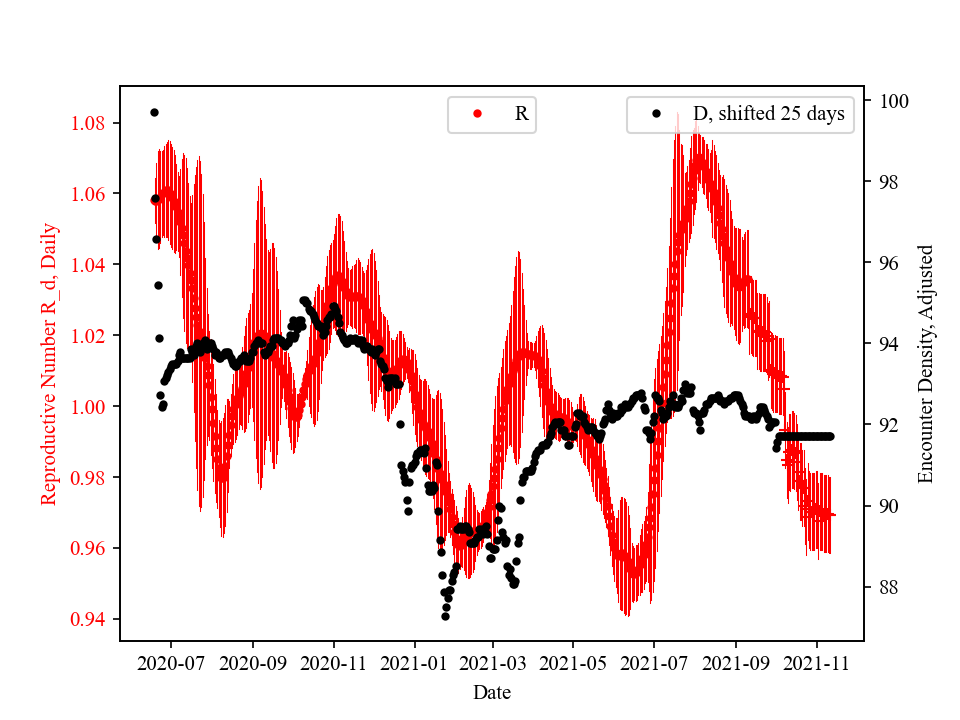 R
D, shifted 25 days
1.08
1.06
1.04
1.02
1.00
0.98
0.96
0.94
Reproductive Number R_d, Daily
100
98
96
94
92
90
88
Encounter Density, Adjusted
2020-07 2020-09 2020-11 2021-01 2021-03 2021-05 2021-07 2021-09 2021-11
Date